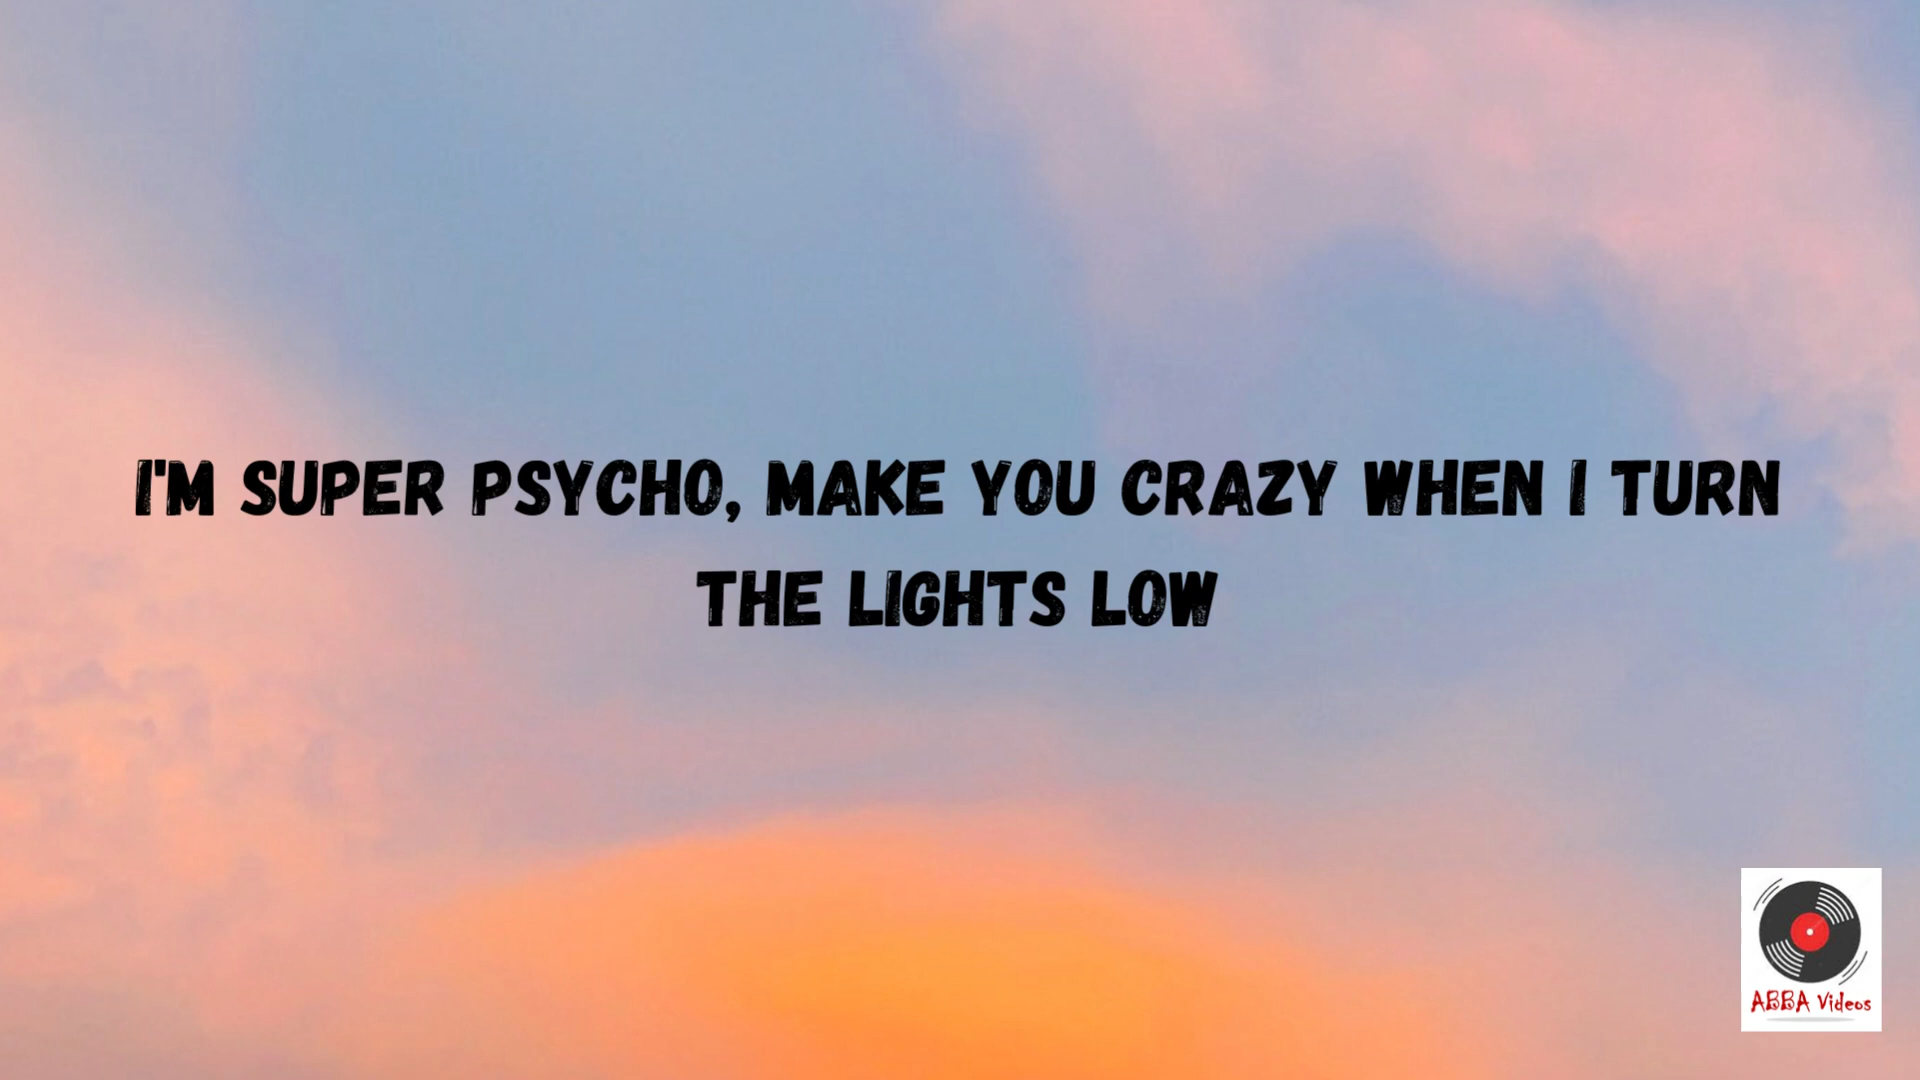 I'M SUPER PSYCHO, MAKE YOU CRAZY WHEN I TURN
THE LIGHTS LOW
ABBA Videos